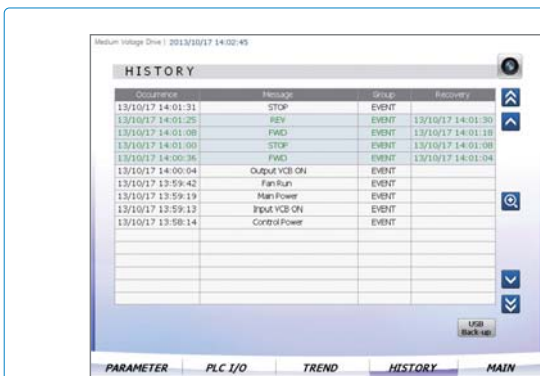 Medium Voltage Drive | 2013/10/17 14:02:45
HISTORY
Occurrence Message Group Recovery
13/10/17 14:01:31 STOP EVENT
13/10/17 14:01:25 REV EVENT 13/10/17 14:01:30
13/10/17 14:01:08 FWD EVENT 13/10/17 14:01:18
13/10/17 14:01:00 STOP EVENT 13/10/17 14:01:08
13/10/17 14:00:36 FWD EVENT 13/10/17 14:01:04
13/10/17 14:00:04 Output VCB ON EVENT
13/10/17 13:59:42 Fan Run EVENT
13/10/17 13:59:19 Main Power EVENT
13/10/17 13:59:13 Input VCB ON EVENT
13/10/17 13:58:14 Control Power EVENT
USB
Back-up
PARAMETER PLC I/O TREND HISTORY MAIN